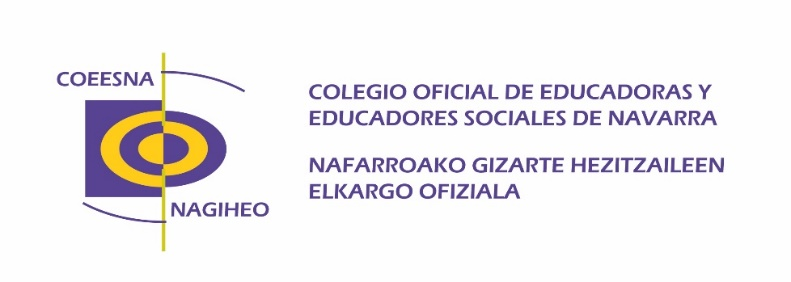 COEESNA
NAGIHEO
COLEGIO OFICIAL DE EDUCADORAS Y
EDUCADORES SOCIALES DE NAVARRA
NAFARROAKO GIZARTE HEZITZAILEEN
ELKARGO OFIZIALA